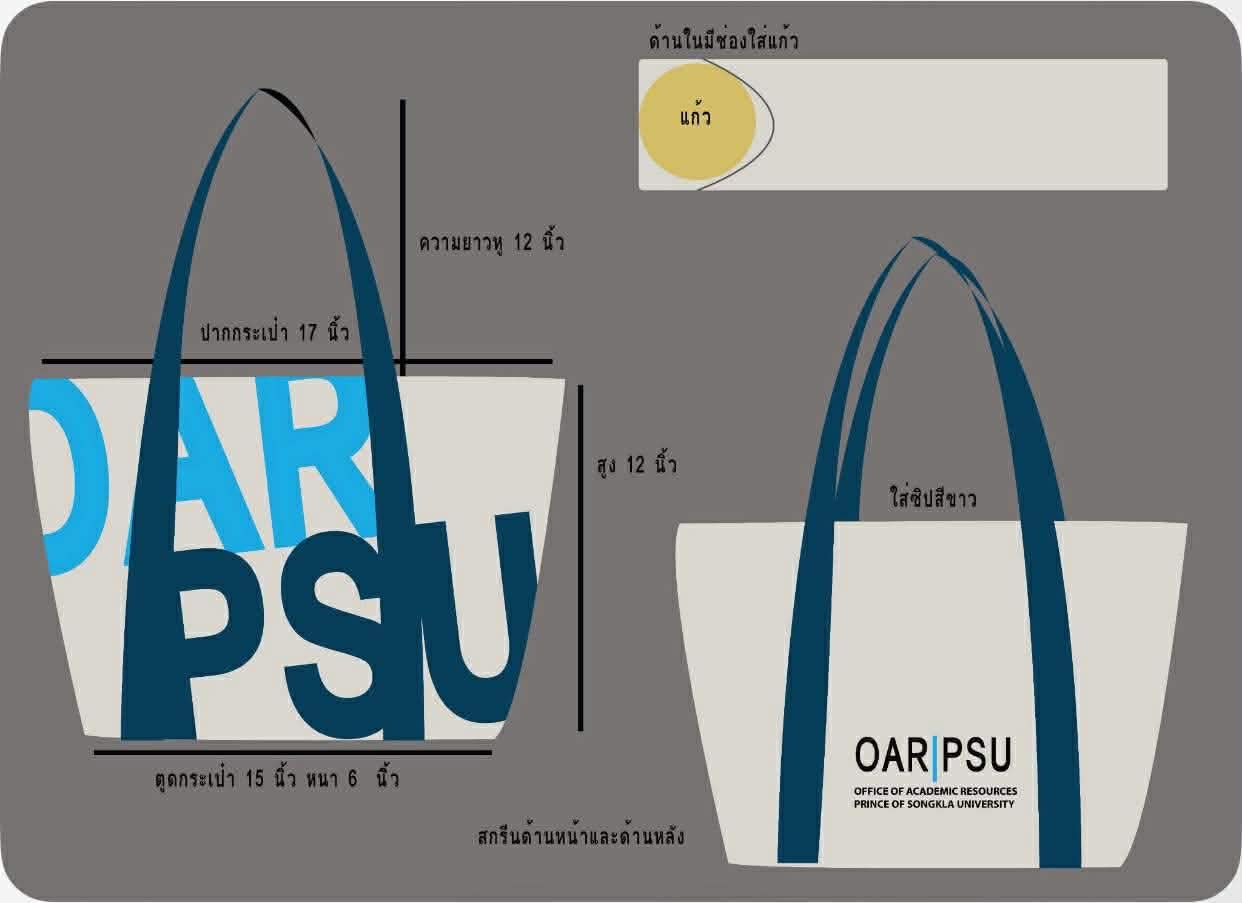 ด้านในมีช่องใส่แก้ว
แก้ว
ความยาวหู 12 นิ้ว
ปากกระเป๋า 17 นิ้ว
OAR
PSU
สูง 12 นิ้ว
ใส่ซิปสีขาว
OAR|PSU
OFFICE OF ACADEMIC RESOURCES
PRINCE OF SONGKLA UNIVERSITY
ตูดกระเป๋า 15 นิ้ว หนา 6 นิ้ว
สกรีนด้านหน้าและด้านหลัง